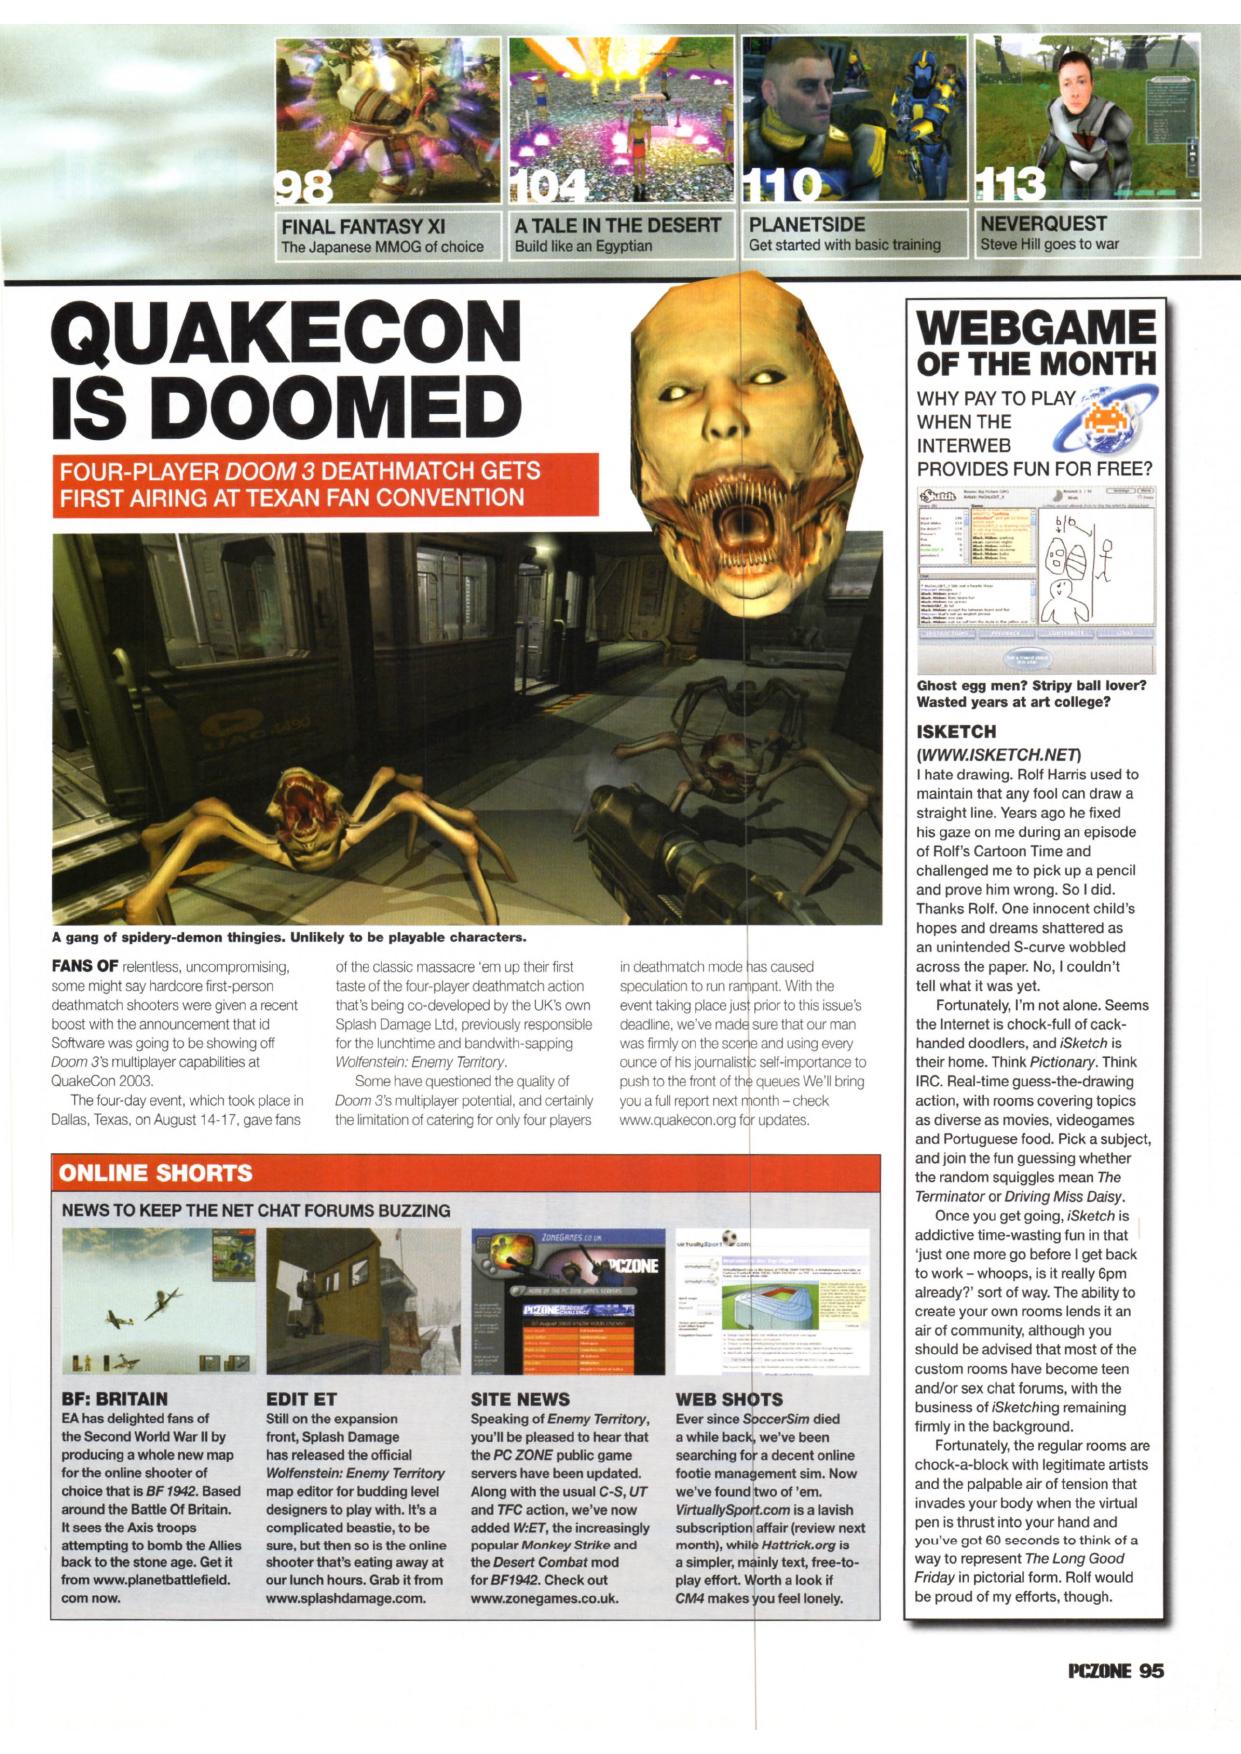 98
FINAL FANTASY XI
The Japanese MMOG of choice
104
A TALE IN THE DESERT
Build like an Egyptian
110
PLANETSIDE
Get started with basic training
113
NEVERQUEST
Steve Hill goes to war
QUAKECON
IS DOOMED
FOUR-PLAYER DOOM 3 DEATHMATCH GETS
FIRST AIRING AT TEXAN FAN CONVENTION
A gang of spidery-demon thingies. Unlikely to be playable characters.
FANS OF relentless, uncompromising,
some might say hardcore first-person
deathmatch shooters were given a recent
boost with the announcement that id
Software was going to be showing off
Doom 3's multiplayer capabilities at
QuakeCon 2003.
The four-day event, which took place in
Dallas, Texas, on August 14-17, gave fans
of the classic massacre 'em up their first
taste of the four-player deathmatch action
that's being co-developed by the UK's own
Splash Damage Ltd, previously responsible
for the lunchtime and bandwith-sapping
Wolfenstein: Enemy Territory.
Some have questioned the quality of
Doom 3's multiplayer potential, and certainly
the limitation of catering for only four players
in deathmatch mode has caused
speculation to run rampant. With the
event taking place just prior to this issue's
deadline, we've made sure that our man
was firmly on the scene and using every
ounce of his journalistic self-importance to
push to the front of the queues We'll bring
you a full report next month – check
www.quakecon.org for updates.
ONLINE SHORTS
NEWS TO KEEP THE NET CHAT FORUMS BUZZING
ZONEGAMES.CO.UK
PCZONE
HOME OF THE PC ZONE GAMES SERVERS
PCZONE
virtuallySport.com
BF: BRITAIN
EA has delighted fans of
the Second World War II by
producing a whole new map
for the online shooter of
choice that is BF 1942. Based
around the Battle Of Britain.
It sees the Axis troops
attempting to bomb the Allies
back to the stone age. Get it
from www.planetbattlefield.
com now.
EDIT ET
Still on the expansion
front, Splash Damage
has released the official
Wolfenstein: Enemy Territory
map editor for budding level
designers to play with. It's a
complicated beastie, to be
sure, but then so is the online
shooter that's eating away at
our lunch hours. Grab it from
www.splashdamage.com.
SITE NEWS
Speaking of Enemy Territory,
you'll be pleased to hear that
the PC ZONE public game
servers have been updated.
Along with the usual C-S, UT
and TFC action, we've now
added W:ET, the increasingly
popular Monkey Strike and
the Desert Combat mod
for BF1942. Check out
www.zonegames.co.uk.
WEB SHOTS
Ever since SoccerSim died
a while back, we've been
searching for a decent online
footie management sim. Now
we've found two of 'em.
VirtuallySport.com is a lavish
subscription affair (review next
month), while Hattrick.org is
a simpler, mainly text, free-to-
play effort. Worth a look if
CM4 makes you feel lonely.
WEBGAME
OF THE MONTH
WHY PAY TO PLAY
WHEN THE
INTERWEB
PROVIDES FUN FOR FREE?
iSketch
Ghost egg men? Stripy ball lover?
Wasted years at art college?
ISKETCH
(WWW.ISKETCH.NET)
I hate drawing. Rolf Harris used to
maintain that any fool can draw a
straight line. Years ago he fixed
his gaze on me during an episode
of Rolf's Cartoon Time and
challenged me to pick up a pencil
and prove him wrong. So I did.
Thanks Rolf. One innocent child's
hopes and dreams shattered as
an unintended S-curve wobbled
across the paper. No, I couldn't
tell what it was yet.
Fortunately, I'm not alone. Seems
the Internet is chock-full of cack-
handed doodlers, and iSketch is
their home. Think Pictionary. Think
IRC. Real-time guess-the-drawing
action, with rooms covering topics
as diverse as movies, videogames
and Portuguese food. Pick a subject,
and join the fun guessing whether
the random squiggles mean The
Terminator or Driving Miss Daisy.
Once you get going, iSketch is
addictive time-wasting fun in that
'just one more go before I get back
to work – whoops, is it really 6pm
already?' sort of way. The ability to
create your own rooms lends it an
air of community, although you
should be advised that most of the
custom rooms have become teen
and/or sex chat forums, with the
business of iSketching remaining
firmly in the background.
Fortunately, the regular rooms are
chock-a-block with legitimate artists
and the palpable air of tension that
invades your body when the virtual
pen is thrust into your hand and
you've got 60 seconds to think of a
way to represent The Long Good
Friday in pictorial form. Rolf would
be proud of my efforts, though.
PCZONE 95